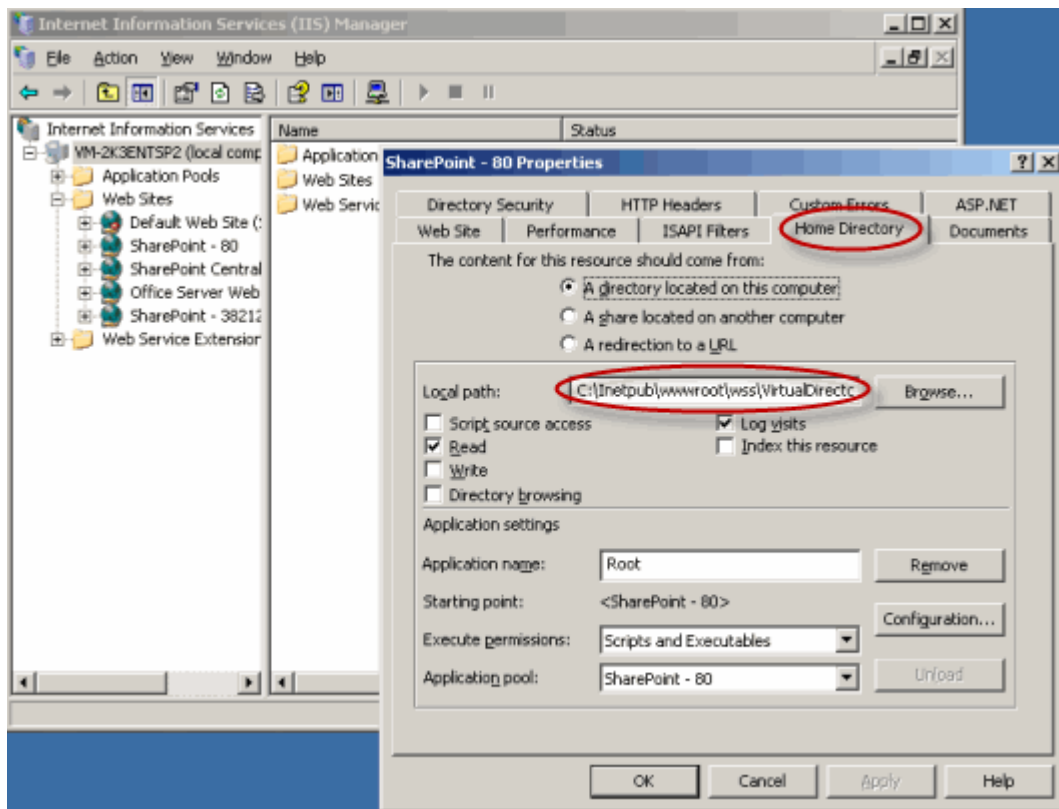 Internet Information Services (IIS) Manager
File Action View Window Help
Internet Information Services
VM-2K3ENTSP2 (local comp
Application Pools
Web Sites
Default Web Site (:
SharePoint - 80
SharePoint Central
Office Server Web
SharePoint - 38212
Web Service Extension
Name Status
Application
Web Sites
Web Servic
SharePoint - 80 Properties
Directory Security HTTP Headers Custom Errors ASP.NET
Web Site Performance ISAPI Filters Home Directory Documents
The content for this resource should come from:
A directory located on this computer
A share located on another computer
A redirection to a URL
Local path: C:\Inetpub\wwwroot\wss\VirtualDirectc Browse...
Script source access Log visits
Read Index this resource
Write
Directory browsing
Application settings
Application name: Root Remove
Starting point: <SharePoint - 80>
Configuration...
Execute permissions: Scripts and Executables
Application pool: SharePoint - 80 Unload
OK Cancel Apply Help